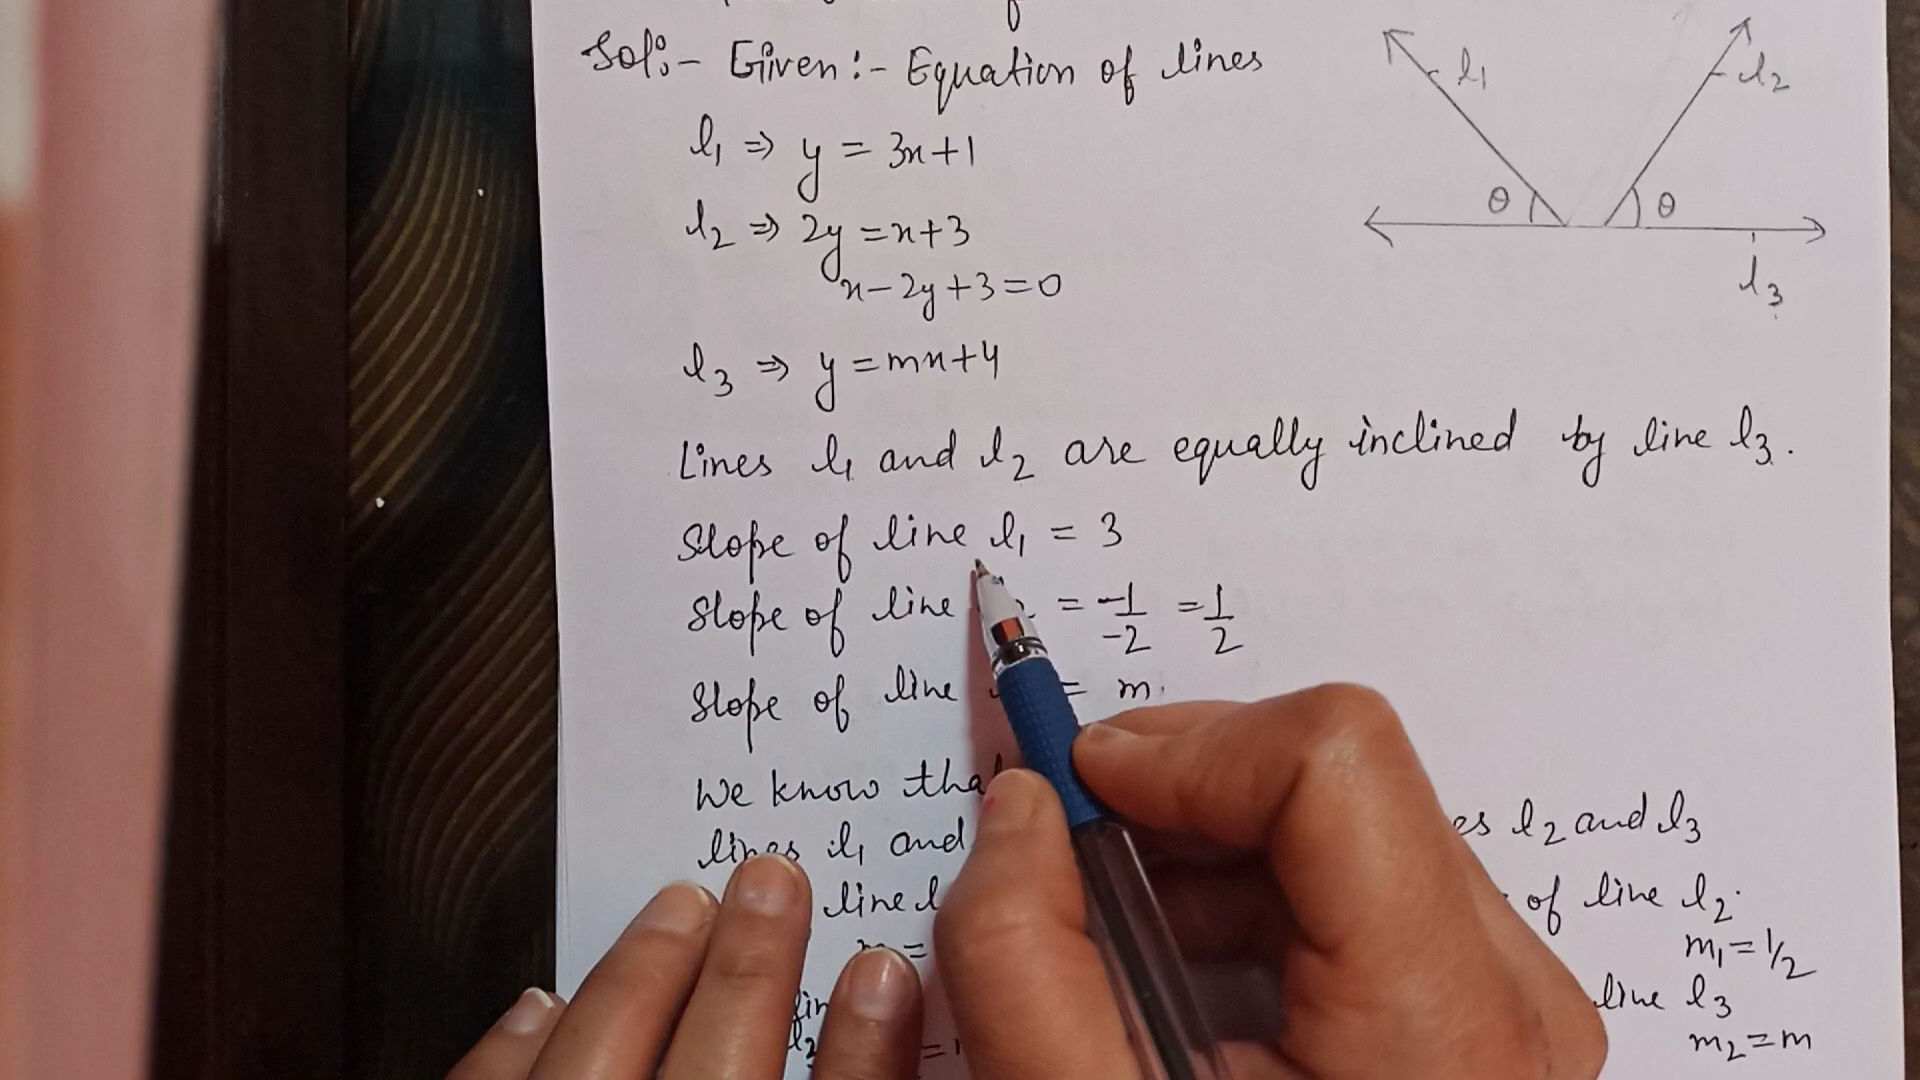 Sol:- Given :- Equation of lines
l1 ⇒ y = 3x+1
l2 ⇒ 2y = x+3
x-2y+3=0
l3 ⇒ y = mx+4
Lines l1 and l2 are equally inclined by line l3.
Slope of line l1 = 3
Slope of line = -1/-2 = 1/2
Slope of line = m.
We know that
lines l1 and
es l2 and l3
line l
of line l2.
m1 = 1/2
line l3
m2 = m
l1
l2
θ
θ
l3